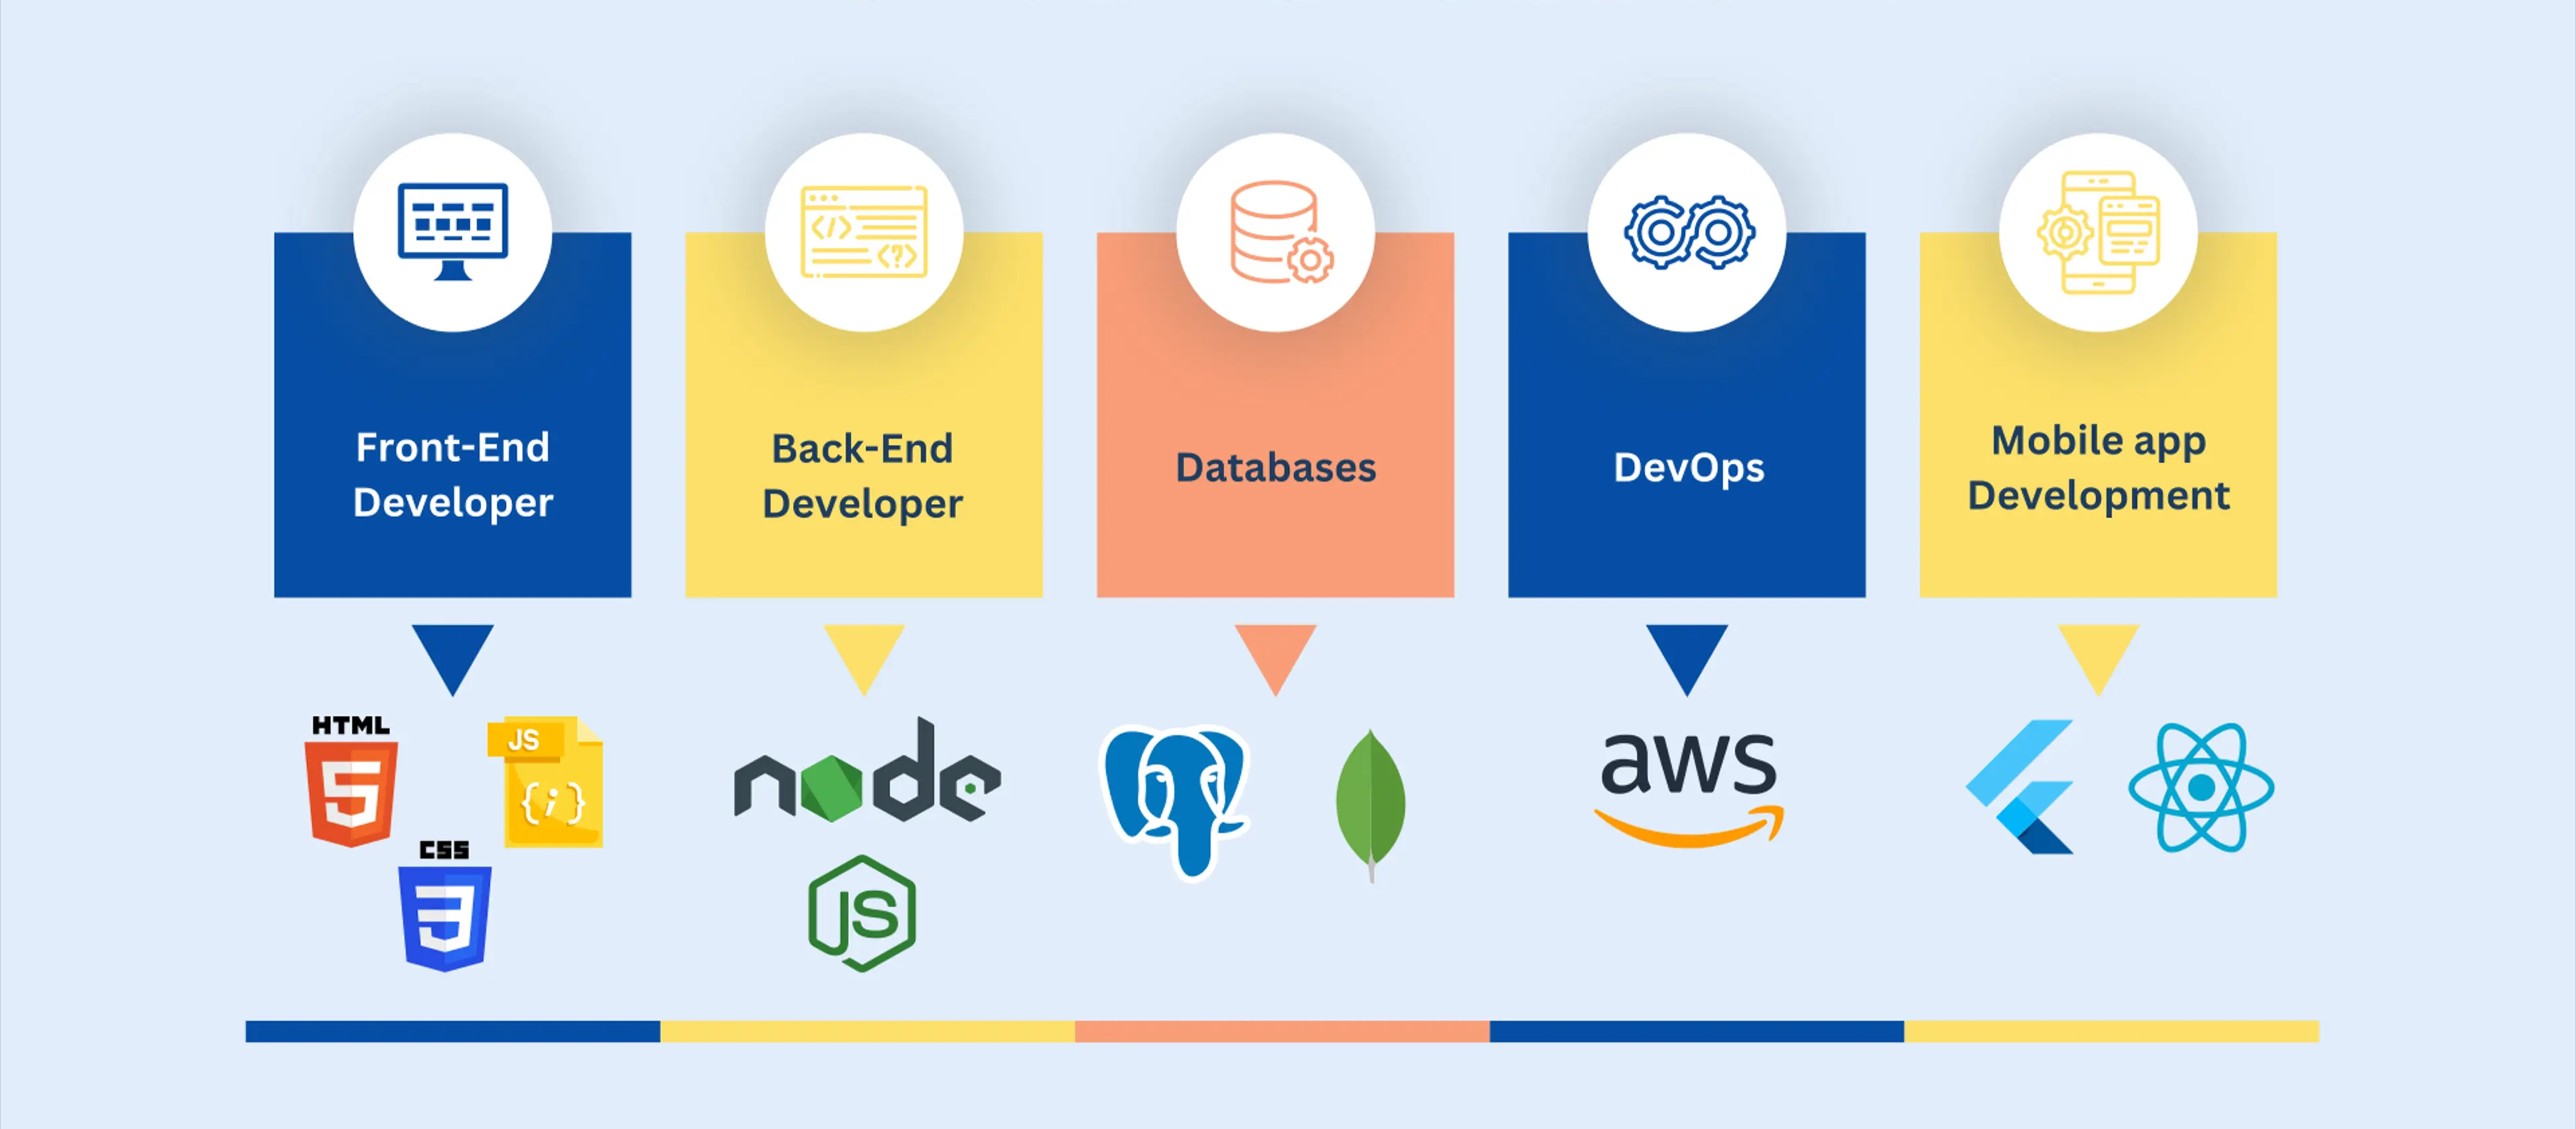 Front-End
Developer
Back-End
Developer
Databases
DevOps
Mobile app
Development
HTML
5
JS
{i}
CSS
3
node
JS
aws